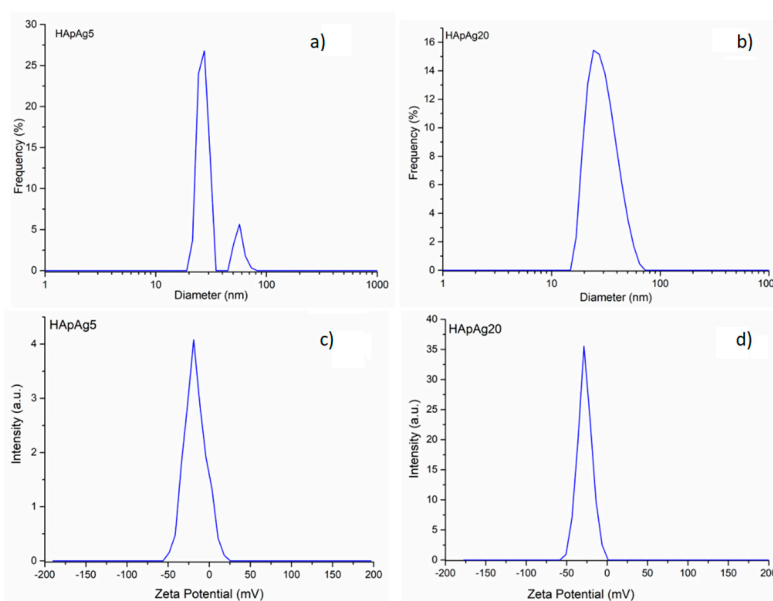 HApAg5
a)
30
25
20
15
10
5
0
Frequency (%)
1 10 100 1000
Diameter (nm)
HApAg20
b)
16
14
12
10
8
6
4
2
0
Frequency (%)
1 10 100 1000
Diameter (nm)
HApAg5
c)
4
3
2
1
0
Intensity (a.u.)
-200 -150 -100 -50 0 50 100 150 200
Zeta Potential (mV)
HApAg20
d)
40
35
30
25
20
15
10
5
0
Intensity (a.u.)
-200 -150 -100 -50 0 50 100 150 200
Zeta Potential (mV)